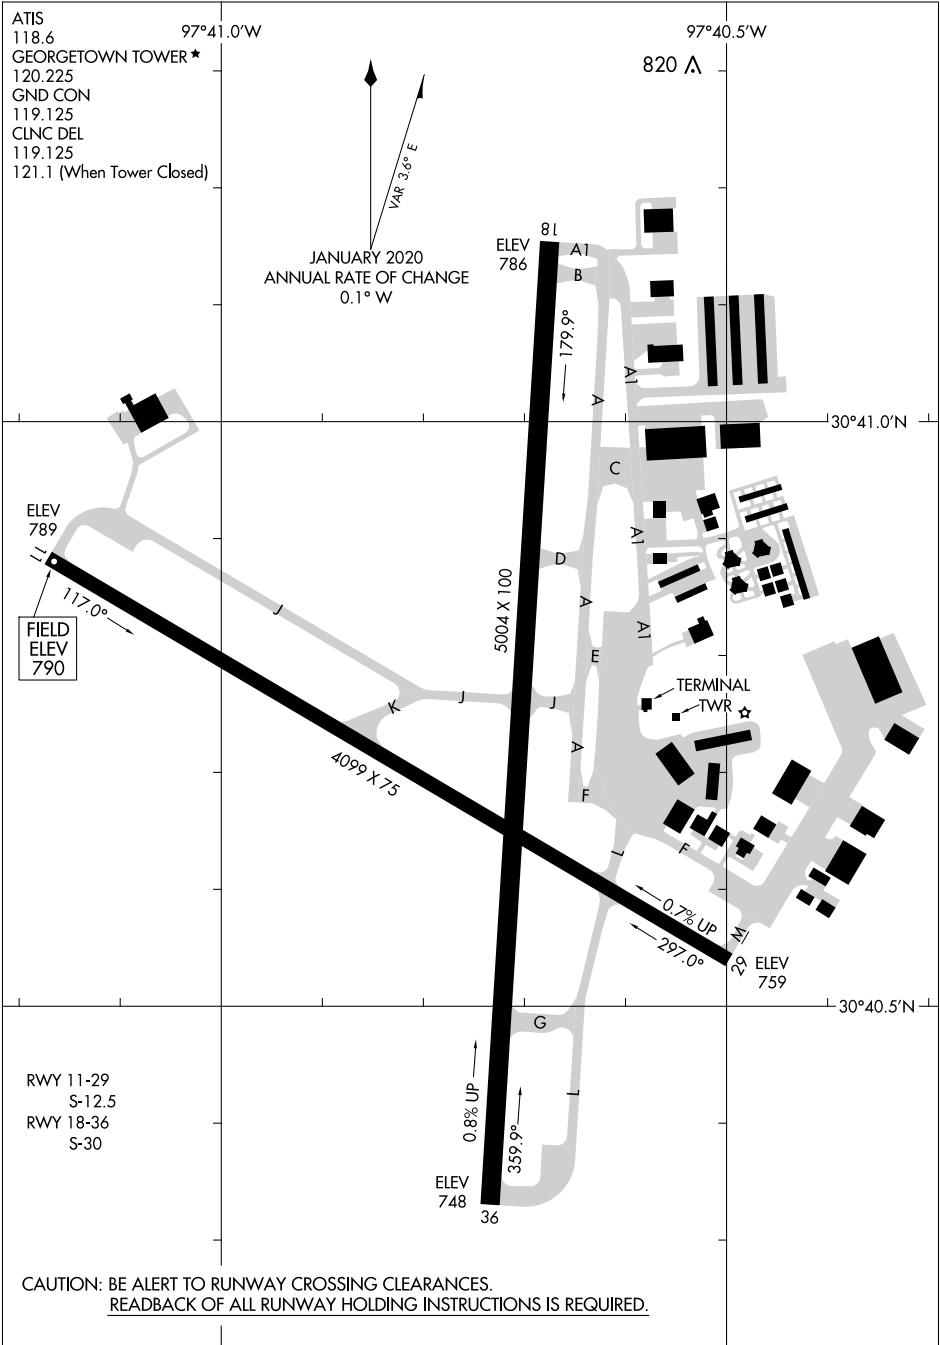 ATIS
118.6
GEORGETOWN TOWER ★
120.225
GND CON
119.125
CLNC DEL
119.125
121.1 (When Tower Closed)
97°41.0'W
97°40.5'W
820
VAR 3.6° E
JANUARY 2020
ANNUAL RATE OF CHANGE
0.1° W
ELEV
786
18
A1
B
179.9°
A
A1
30°41.0'N
C
ELEV
789
11
D
A1
117.0°
FIELD
ELEV
790
J
5004 X 100
A
A1
E
K
J
J
TERMINAL
TWR
A
4099 X 75
F
L
F
0.7% UP
297.0°
M
29
ELEV
759
30°40.5'N
G
RWY 11-29
S-12.5
RWY 18-36
S-30
0.8% UP
359.9°
L
ELEV
748
36
CAUTION: BE ALERT TO RUNWAY CROSSING CLEARANCES.
READBACK OF ALL RUNWAY HOLDING INSTRUCTIONS IS REQUIRED.